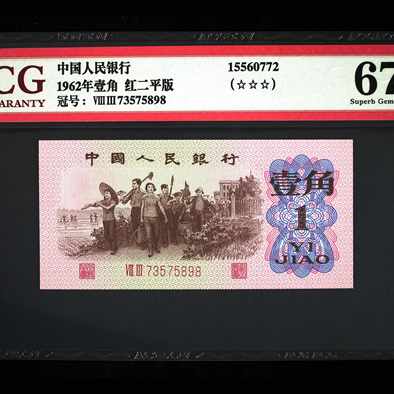 CG
ARANTY
中国人民银行
1962年壹角 红二平版
冠号: VIII III 73575898
15560772
(☆☆☆)
67
Superb Gem
中國人民銀行
壹角
1
YI
JIAO
VIII III 73575898